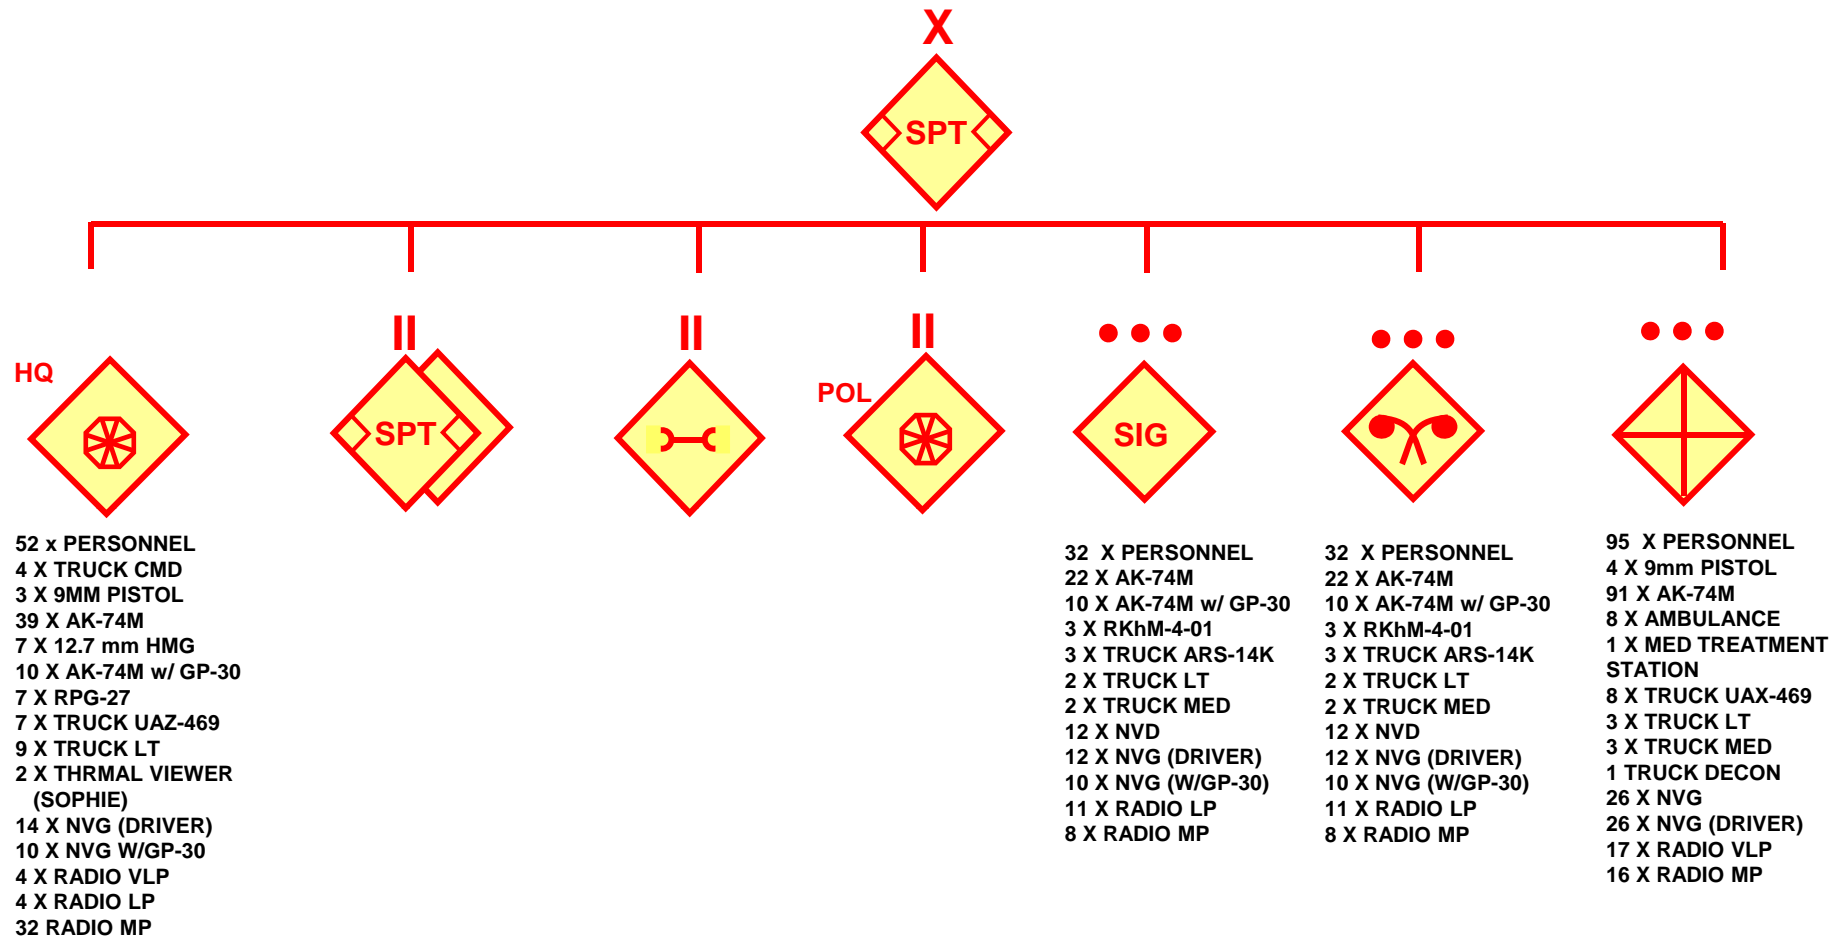 X
SPT
II
II
II
HQ
SPT
POL
SIG
52 x PERSONNEL
4 X TRUCK CMD
3 X 9MM PISTOL
39 X AK-74M
7 X 12.7 mm HMG
10 X AK-74M w/ GP-30
7 X RPG-27
7 X TRUCK UAZ-469
9 X TRUCK LT
2 X THRMAL VIEWER
(SOPHIE)
14 X NVG (DRIVER)
10 X NVG W/GP-30
4 X RADIO VLP
4 X RADIO LP
32 RADIO MP
32 X PERSONNEL
22 X AK-74M
10 X AK-74M w/ GP-30
3 X RKhM-4-01
3 X TRUCK ARS-14K
2 X TRUCK LT
2 X TRUCK MED
12 X NVD
12 X NVG (DRIVER)
10 X NVG (W/GP-30)
11 X RADIO LP
8 X RADIO MP
32 X PERSONNEL
22 X AK-74M
10 X AK-74M w/ GP-30
3 X RKhM-4-01
3 X TRUCK ARS-14K
2 X TRUCK LT
2 X TRUCK MED
12 X NVD
12 X NVG (DRIVER)
10 X NVG (W/GP-30)
11 X RADIO LP
8 X RADIO MP
95 X PERSONNEL
4 X 9mm PISTOL
91 X AK-74M
8 X AMBULANCE
1 X MED TREATMENT
STATION
8 X TRUCK UAX-469
3 X TRUCK LT
3 X TRUCK MED
1 TRUCK DECON
26 X NVG
26 X NVG (DRIVER)
17 X RADIO VLP
16 X RADIO MP